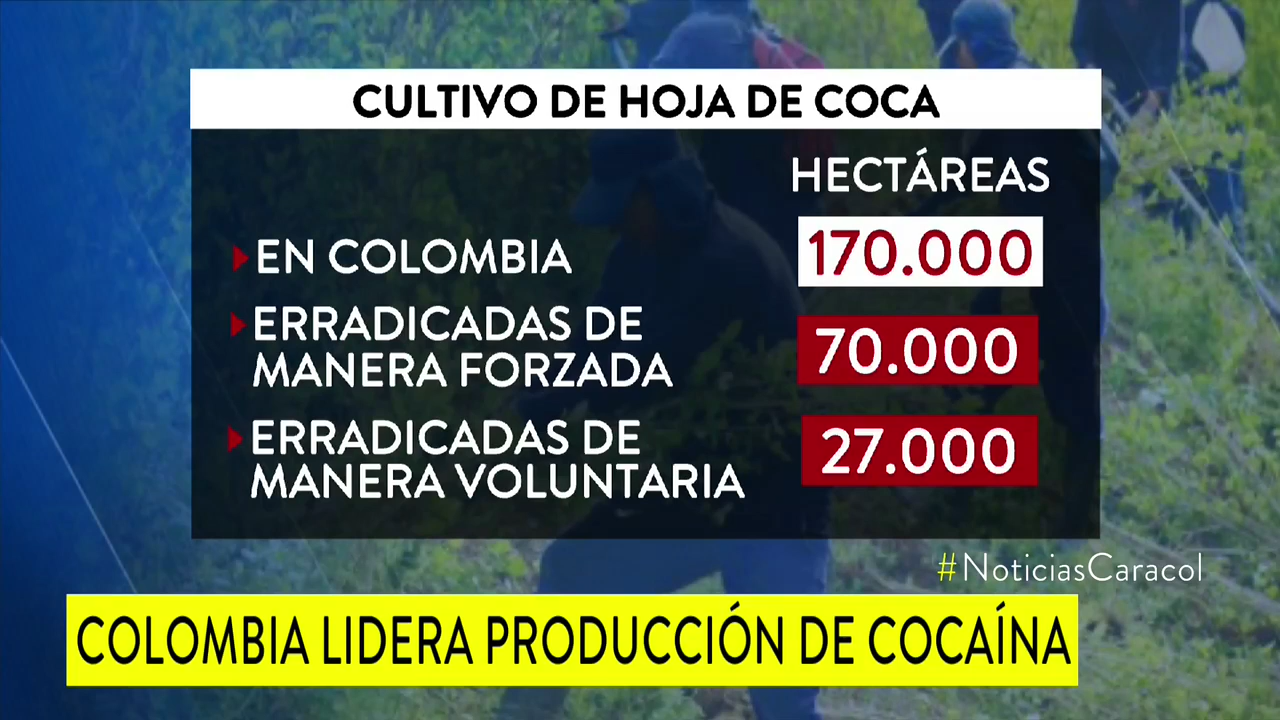 CULTIVO DE HOJA DE COCA
HECTÁREAS
EN COLOMBIA 170.000
ERRADICADAS DE
MANERA FORZADA 70.000
ERRADICADAS DE
MANERA VOLUNTARIA 27.000
#NoticiasCaracol
COLOMBIA LIDERA PRODUCCIÓN DE COCAÍNA